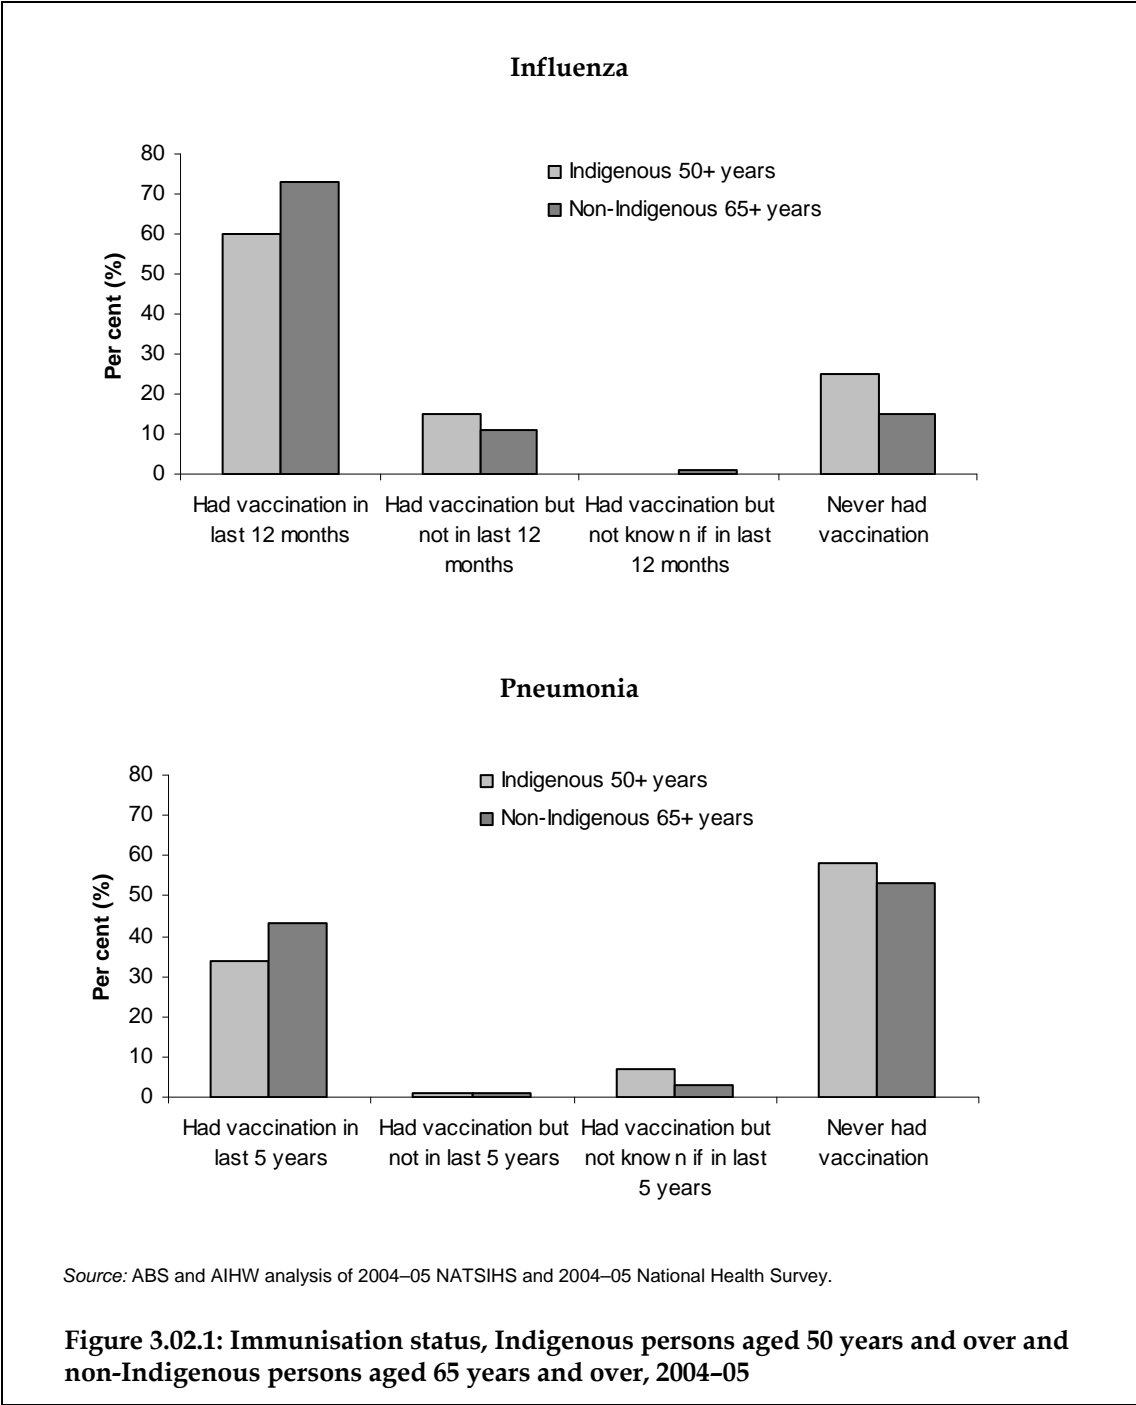 Influenza
80
70
60
50
40
30
20
10
0
Per cent (%)
Indigenous 50+ years
Non-Indigenous 65+ years
Had vaccination in
last 12 months
Had vaccination but
not in last 12
months
Had vaccination but
not known if in last
12 months
Never had
vaccination
Pneumonia
80
70
60
50
40
30
20
10
0
Per cent (%)
Indigenous 50+ years
Non-Indigenous 65+ years
Had vaccination in
last 5 years
Had vaccination but
not in last 5 years
Had vaccination but
not known if in last
5 years
Never had
vaccination
Source: ABS and AIHW analysis of 2004–05 NATSIHS and 2004–05 National Health Survey.
Figure 3.02.1: Immunisation status, Indigenous persons aged 50 years and over and
non-Indigenous persons aged 65 years and over, 2004–05